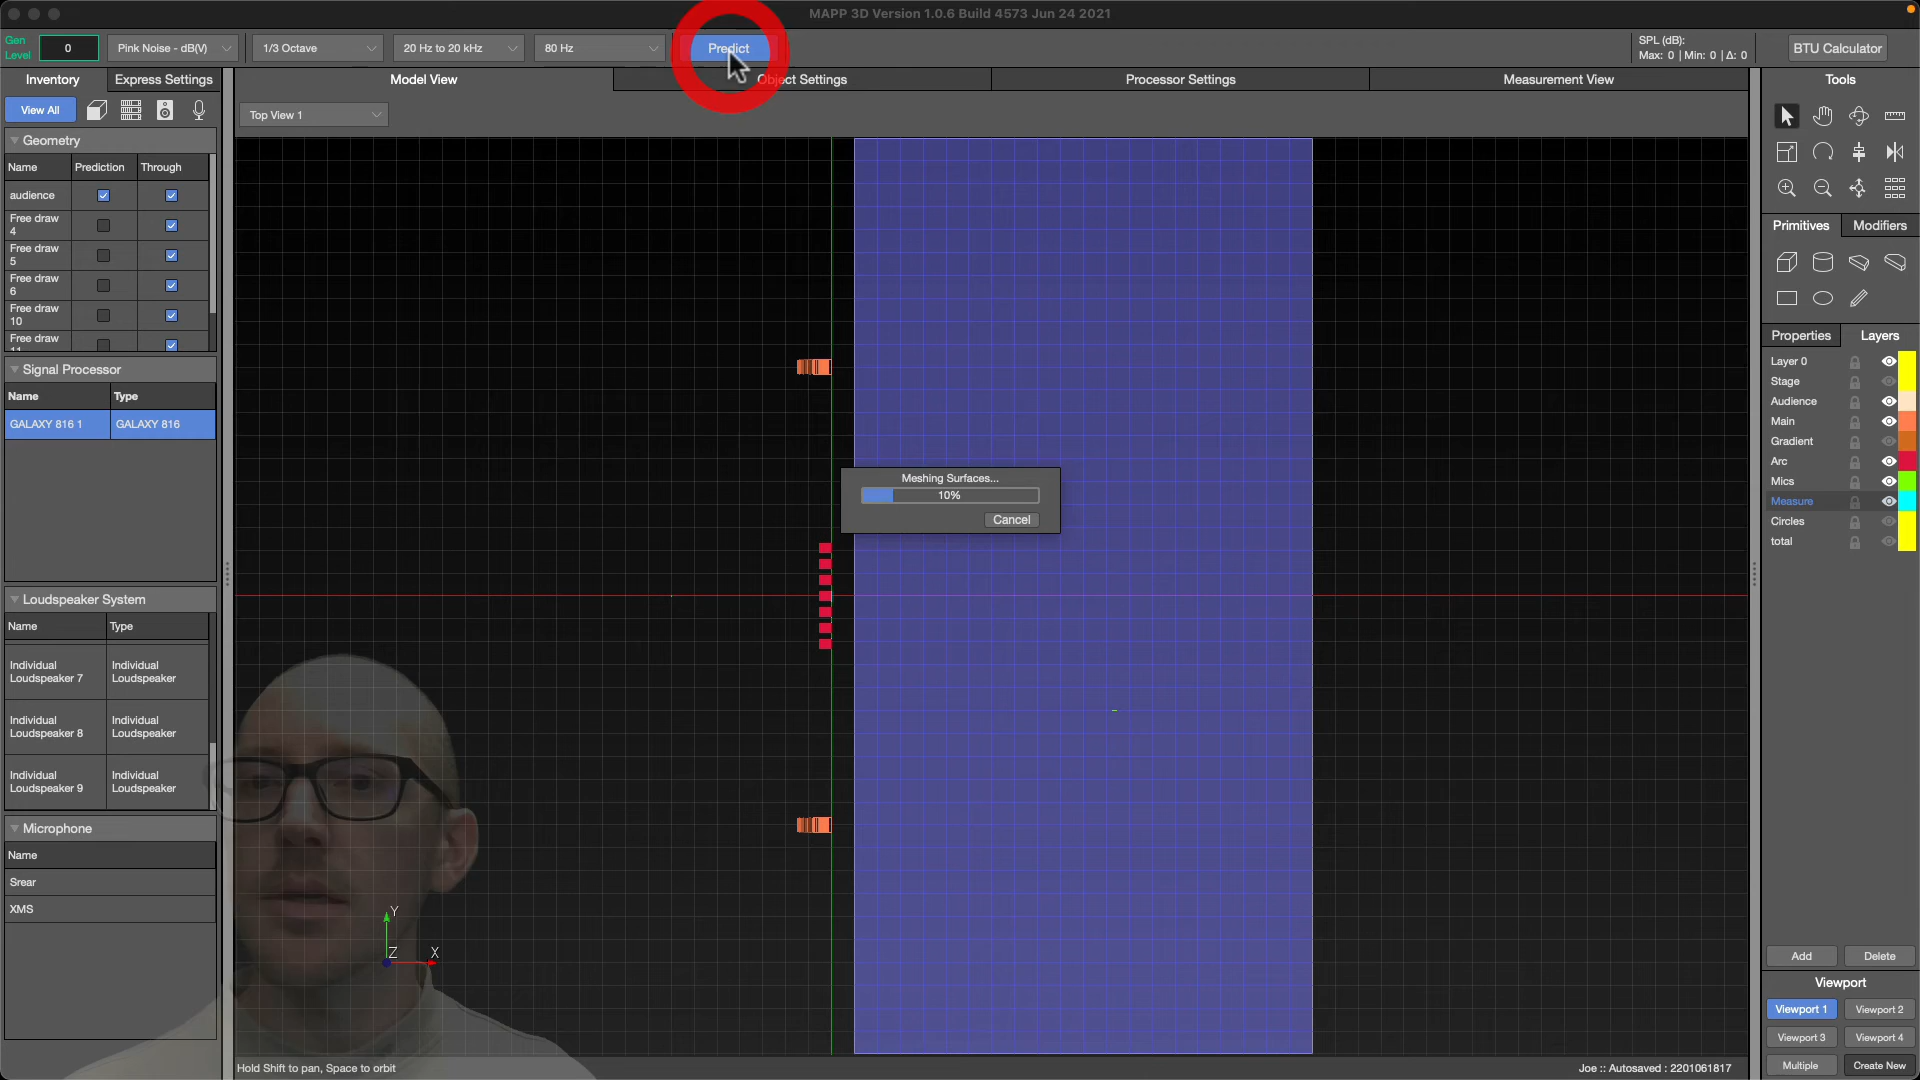 MAPP 3D Version 1.0.6 Build 4573 Jun 24 2021
Gen
Level
0
Pink Noise - dB(V)
1/3 Octave
20 Hz to 20 kHz
80 Hz
Predict
SPL (dB):
Max: 0 | Min: 0 | Δ: 0
BTU Calculator
Inventory
Express Settings
Model View
Object Settings
Processor Settings
Measurement View
Tools
View All
Top View 1
Geometry
Name Prediction Through
audience
Free draw
4
Free draw
5
Free draw
6
Free draw
10
Free draw
11
Signal Processor
Name Type
GALAXY 816 1 GALAXY 816
Loudspeaker System
Name Type
Individual
Loudspeaker 7
Individual
Loudspeaker
Individual
Loudspeaker 8
Individual
Loudspeaker
Individual
Loudspeaker 9
Individual
Loudspeaker
Microphone
Name
Srear
XMS
Meshing Surfaces...
10%
Cancel
Y
Z
X
Hold Shift to pan, Space to orbit
Joe :: Autosaved : 2201061817
Primitives
Modifiers
Properties
Layers
Layer 0
Stage
Audience
Main
Gradient
Arc
Mics
Measure
Circles
total
Add
Delete
Viewport
Viewport 1
Viewport 2
Viewport 3
Viewport 4
Multiple
Create New